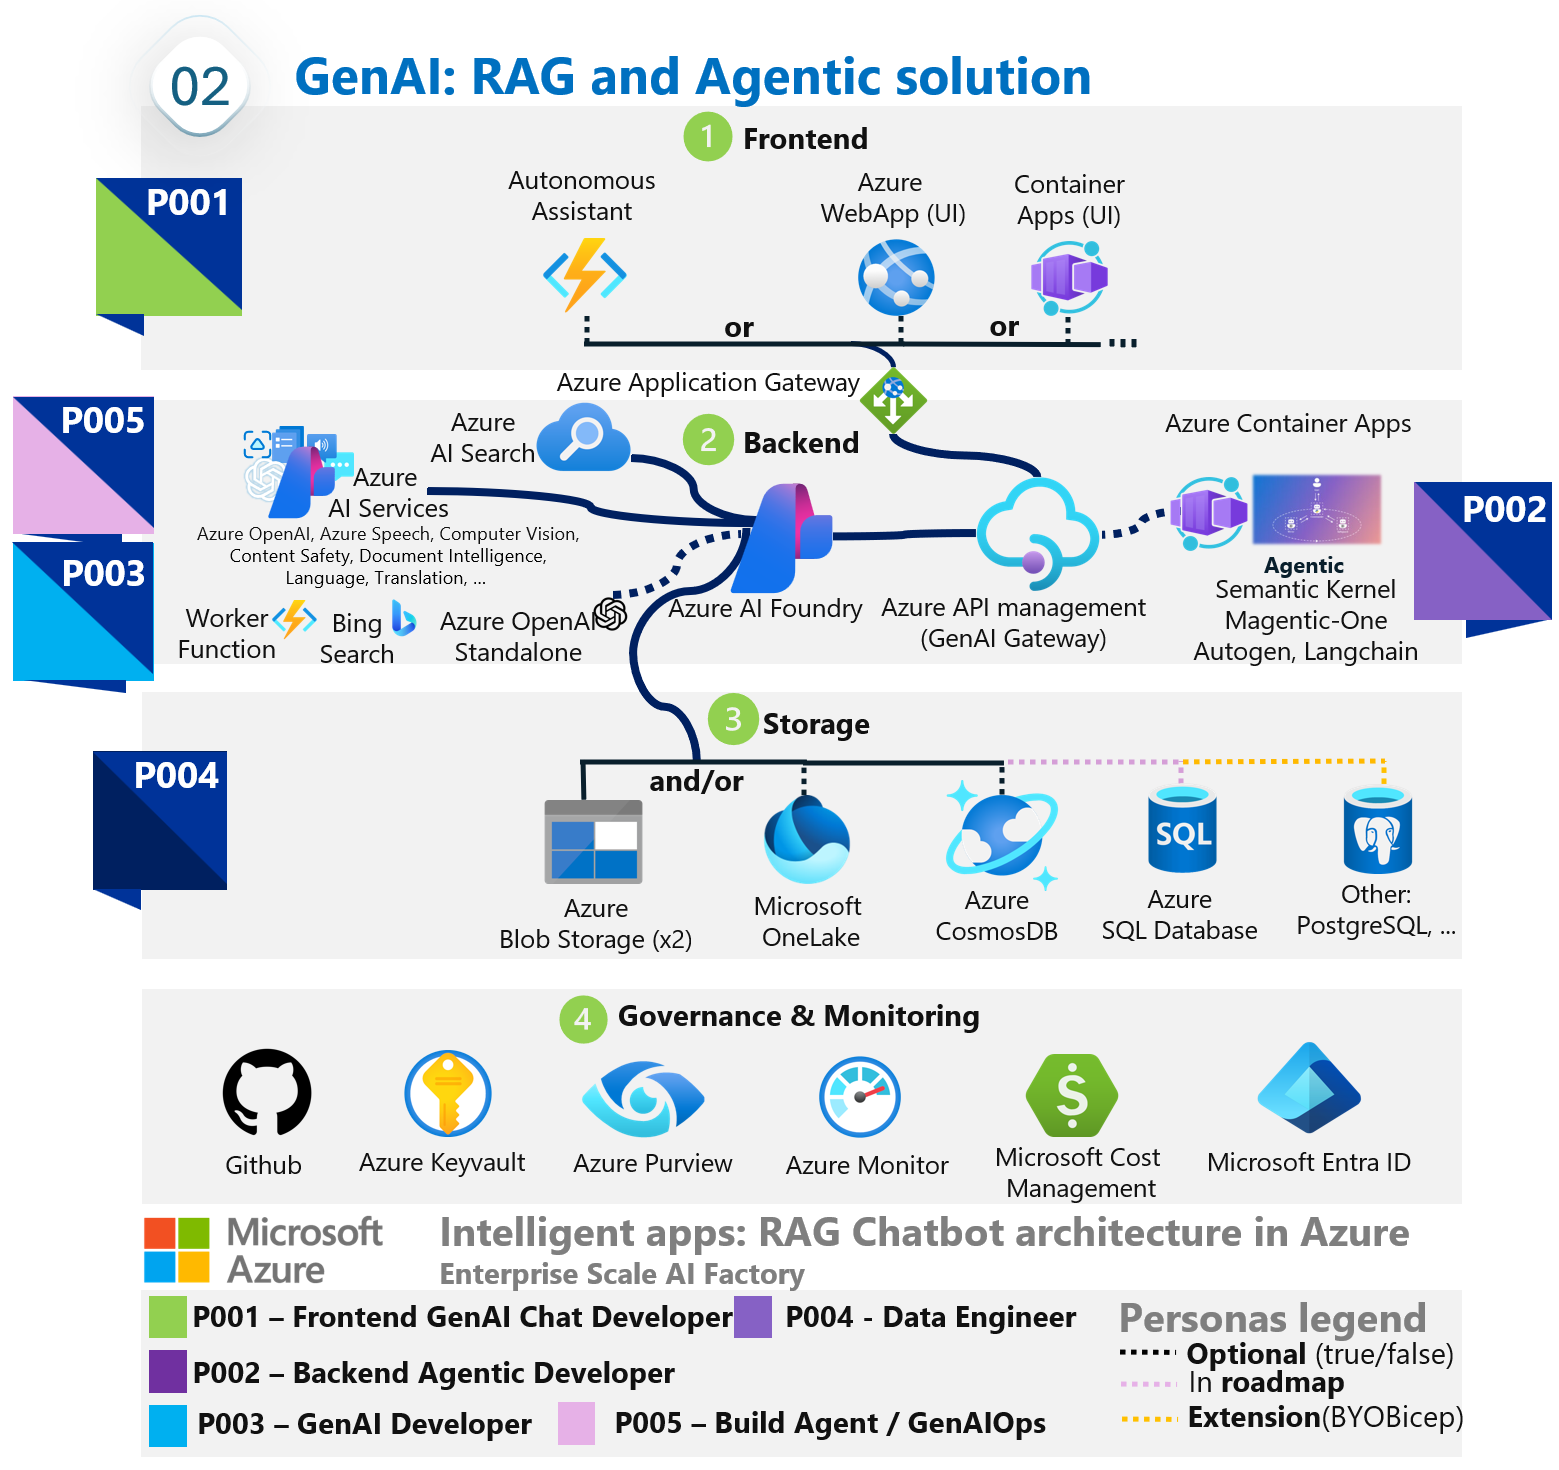 02
GenAI: RAG and Agentic solution
1 Frontend
P001
Autonomous
Assistant
Azure
WebApp (UI)
Container
Apps (UI)
or
or
Azure Application Gateway
P005
Azure
AI Search
2 Backend
Azure Container Apps
Azure
AI Services
Azure OpenAI, Azure Speech, Computer Vision,
Content Safety, Document Intelligence,
Language, Translation, ...
P002
P003
Agentic
Semantic Kernel
Magentic-One
Autogen, Langchain
Worker
Function
Bing
Search
Azure OpenAI
Standalone
Azure AI Foundry
Azure API management
(GenAI Gateway)
3 Storage
P004
and/or
SQL
Azure
Blob Storage (x2)
Microsoft
OneLake
Azure
CosmosDB
Azure
SQL Database
Other:
PostgreSQL, ...
4 Governance & Monitoring
Github
Azure Keyvault
Azure Purview
Azure Monitor
$
Microsoft Cost
Management
Microsoft Entra ID
Microsoft
Azure
Intelligent apps: RAG Chatbot architecture in Azure
Enterprise Scale AI Factory
P001 – Frontend GenAI Chat Developer
P004 - Data Engineer
P002 – Backend Agentic Developer
P003 – GenAI Developer
P005 – Build Agent / GenAIOps
Personas legend
Optional (true/false)
In roadmap
Extension(BYOBicep)